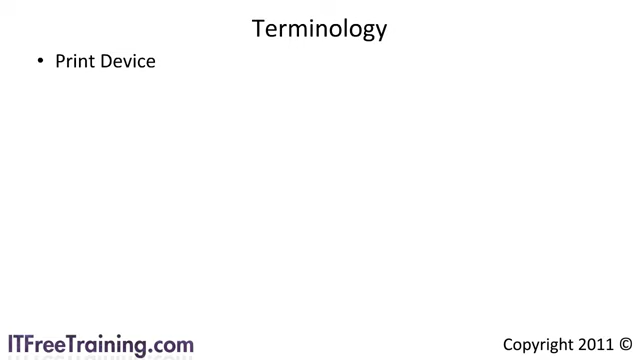 Terminology
• Print Device
ITFreeTraining.com
Copyright 2011 ©